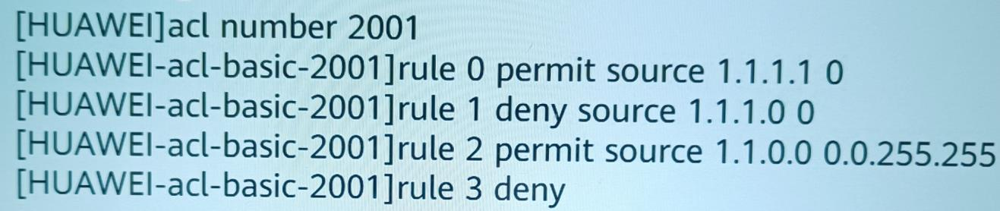 [HUAWEI]acl number 2001
[HUAWEI-acl-basic-2001]rule 0 permit source 1.1.1.1 0
[HUAWEI-acl-basic-2001]rule 1 deny source 1.1.1.0 0
[HUAWEI-acl-basic-2001]rule 2 permit source 1.1.0.0 0.0.255.255
[HUAWEI-acl-basic-2001]rule 3 deny